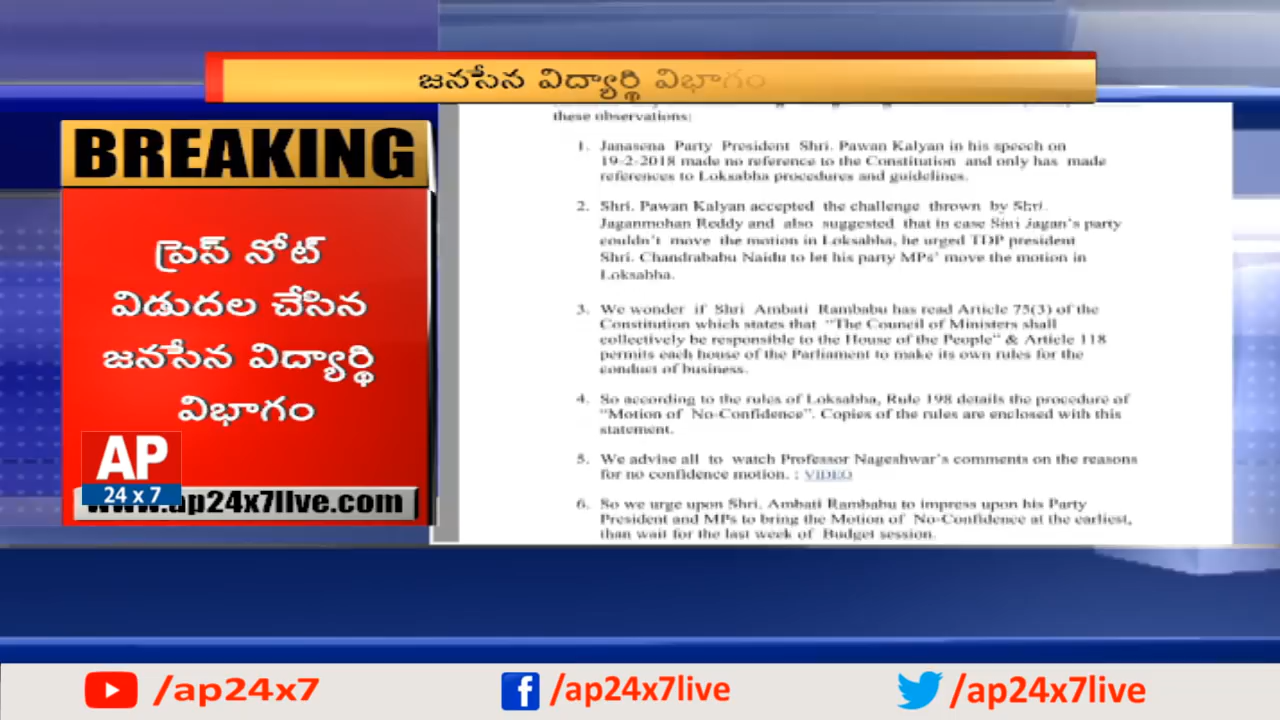 జనసేన విద్యార్థి విభాగం
BREAKING
ప్రెస్ నోట్
విడుదల చేసిన
జనసేన విద్యార్థి
విభాగం
AP
24 x 7
www.ap24x7live.com
these observations:
1. Janasena Party President Shri. Pawan Kalyan in his speech on
19-2-2018 made no reference to the Constitution and only has made
references to Loksabha procedures and guidelines.
2. Shri. Pawan Kalyan accepted the challenge thrown by Shri.
Jaganmohan Reddy and also suggested that in case Shri Jagan's party
couldn't move the motion in Loksabha, he urged TDP president
Shri. Chandrababu Naidu to let his party MPs' move the motion in
Loksabha.
3. We wonder if Shri Ambati Rambabu has read Article 75(3) of the
Constitution which states that "The Council of Ministers shall
collectively be responsible to the House of the People" & Article 118
permits each house of the Parliament to make its own rules for the
conduct of business.
4. So according to the rules of Loksabha, Rule 198 details the procedure of
"Motion of No-Confidence". Copies of the rules are enclosed with this
statement.
5. We advise all to watch Professor Nageshwar's comments on the reasons
for no confidence motion. : VIDEO
6. So we urge upon Shri. Ambati Rambabu to impress upon his Party
President and MPs to bring the Motion of No-Confidence at the earliest,
than wait for the last week of Budget session.
/ap24x7
/ap24x7live
/ap24x7live